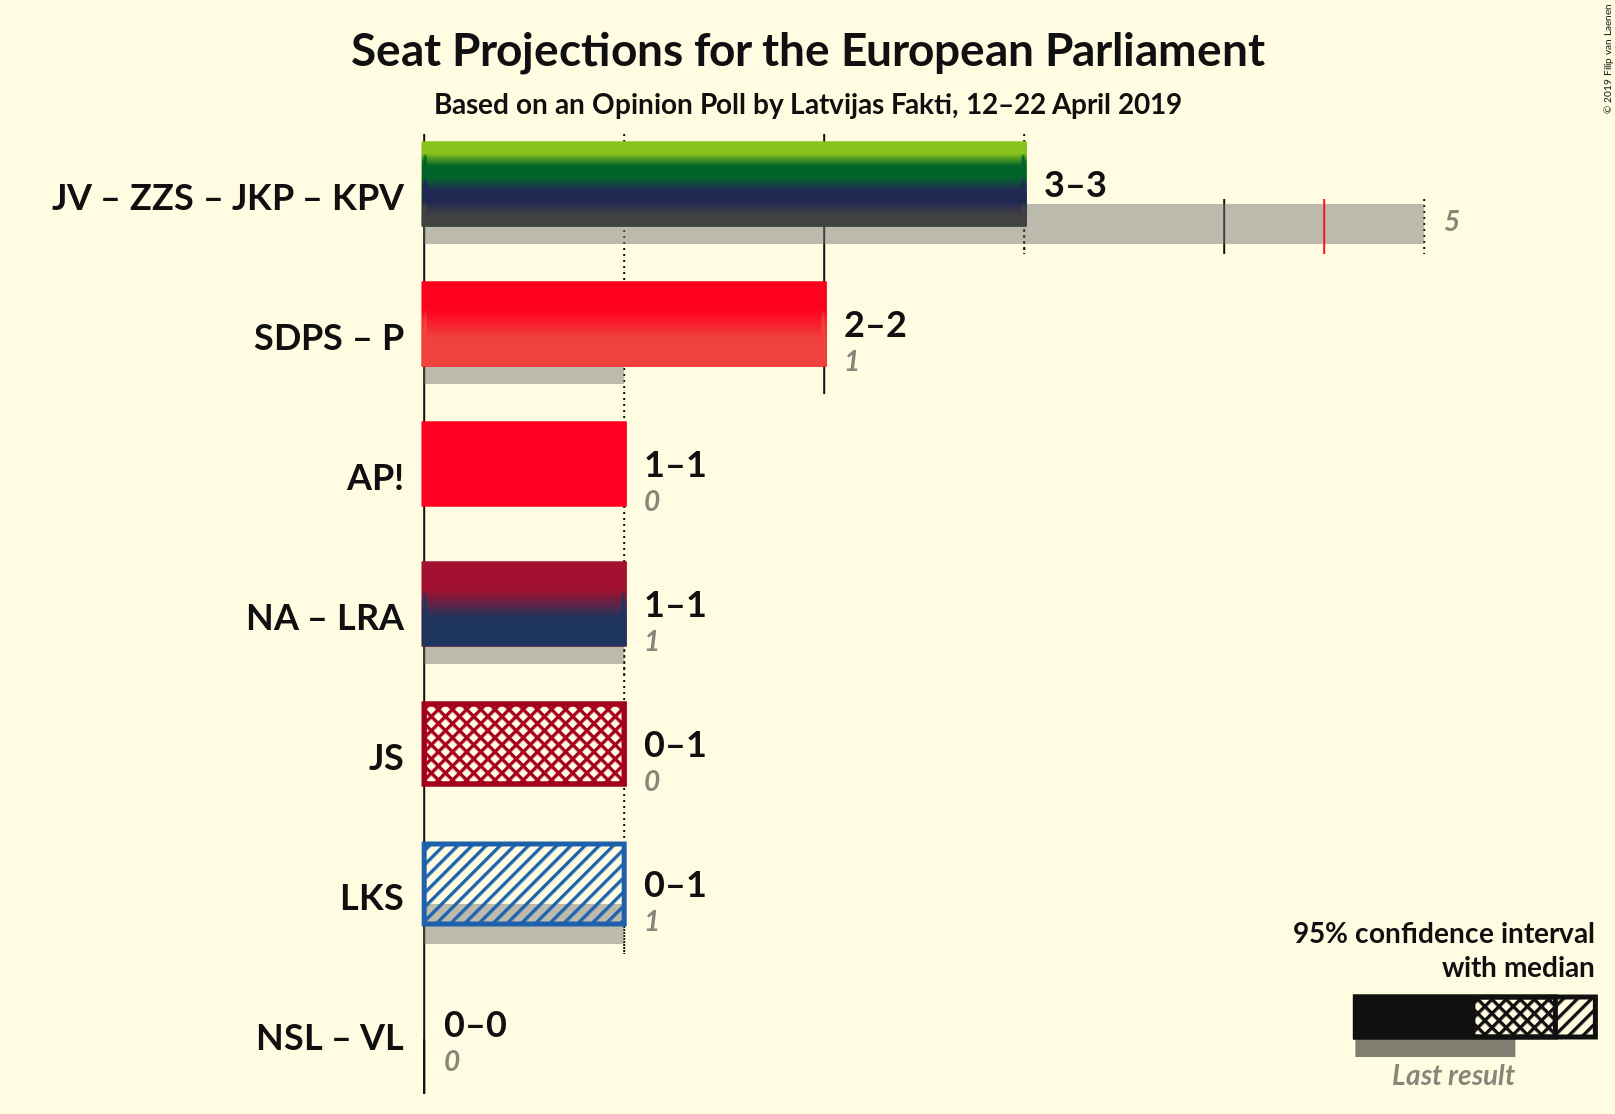 Seat Projections for the European Parliament
Based on an Opinion Poll by Latvijas Fakti, 12–22 April 2019
© 2019 Filip van Laenen
JV – ZZS – JKP – KPV
3–3
5
SDPS – P
2–2
1
AP!
1–1
0
NA – LRA
1–1
1
JS
0–1
0
LKS
0–1
1
NSL – VL
0–0
0
95% confidence interval
with median
Last result